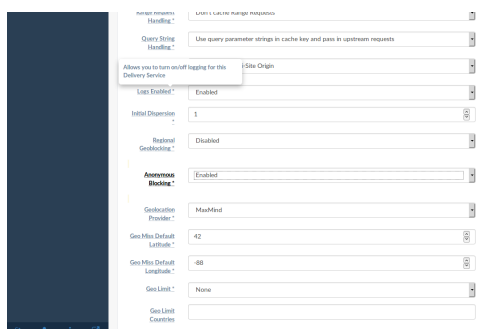 Range Request
Handling *
Don't Cache Range Requests
Query String
Handling *
Use query parameter strings in cache key and pass in upstream requests
Allows you to turn on/off logging for this
Delivery Service
Site Origin
Logs Enabled *
Enabled
Initial Dispersion
*
1
Regional
Geoblocking *
Disabled
Anonymous
Blocking *
Enabled
Geolocation
Provider *
MaxMind
Geo Miss Default
Latitude *
42
Geo Miss Default
Longitude *
-88
Geo Limit *
None
Geo Limit
Countries